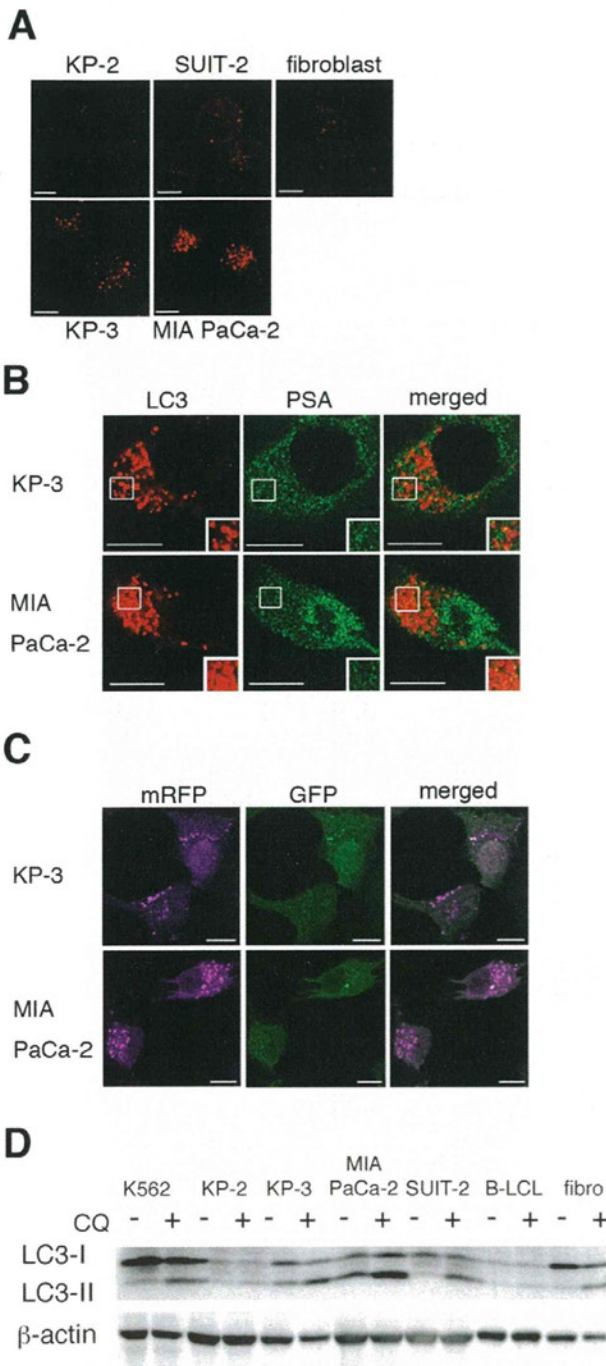 A
KP-2 SUIT-2 fibroblast
KP-3 MIA PaCa-2
B
LC3 PSA merged
KP-3
MIA
PaCa-2
C
mRFP GFP merged
KP-3
MIA
PaCa-2
D
MIA
K562 KP-2 KP-3 PaCa-2 SUIT-2 B-LCL fibro
CQ - + - + - + - + - + - + - +
LC3-I
LC3-II
β-actin